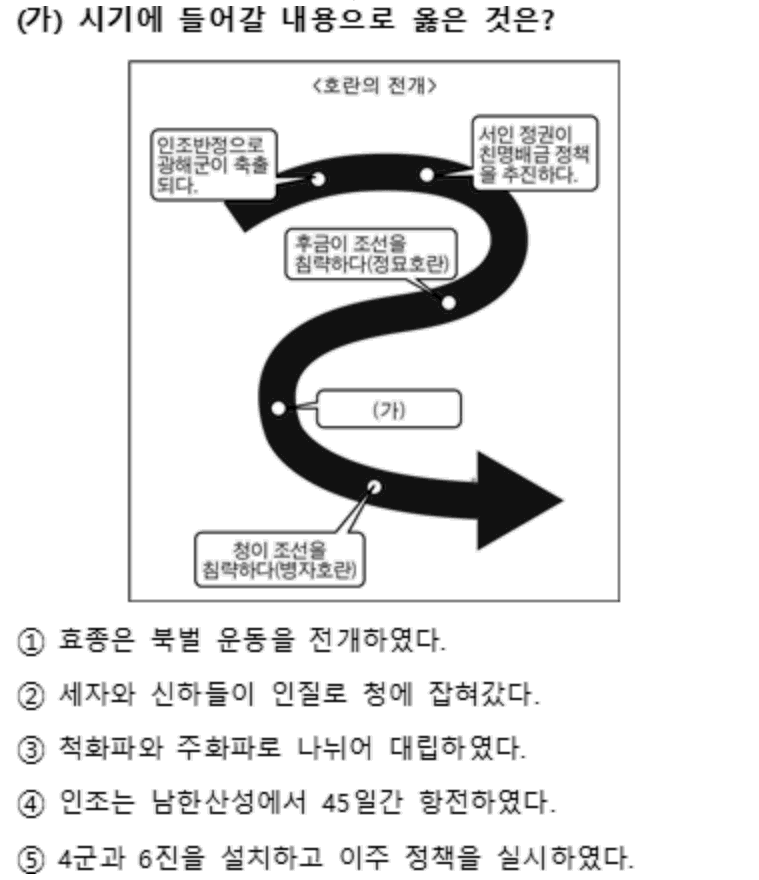 (가) 시기에 들어갈 내용으로 옳은 것은?
<호란의 전개>
인조반정으로
광해군이 축출
되다.
서인 정권이
친명배금 정책
을 추진하다.
후금이 조선을
침략하다(정묘호란)
(가)
청이 조선을
침략하다(병자호란)
① 효종은 북벌 운동을 전개하였다.
② 세자와 신하들이 인질로 청에 잡혀갔다.
③ 척화파와 주화파로 나뉘어 대립하였다.
④ 인조는 남한산성에서 45일간 항전하였다.
⑤ 4군과 6진을 설치하고 이주 정책을 실시하였다.